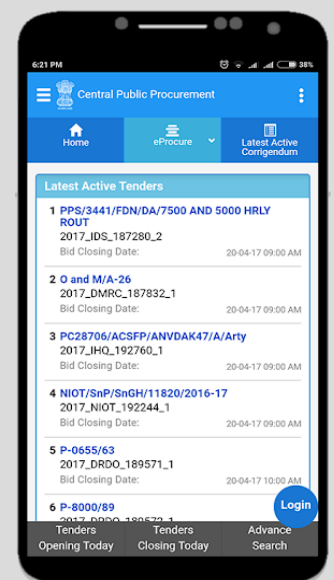 6:21 PM 38%
Central Public Procurement
Home
eProcure
Latest Active
Corrigendum
Latest Active Tenders
1 PPS/3441/FDN/DA/7500 AND 5000 HRLY
ROUT
2017_IDS_187280_2
Bid Closing Date: 20-04-17 09:00 AM
2 O and M/A-26
2017_DMRC_187832_1
Bid Closing Date: 20-04-17 09:00 AM
3 PC28706/ACSFP/ANVDAK47/A/Arty
2017_IHQ_192760_1
Bid Closing Date: 20-04-17 09:00 AM
4 NIOT/SnP/SnGH/11820/2016-17
2017_NIOT_192244_1
Bid Closing Date: 20-04-17 09:00 AM
5 P-0655/63
2017_DRDO_189571_1
Bid Closing Date: 20-04-17 10:00 AM
6 P-8000/89
Login
Tenders
Opening Today
Tenders
Closing Today
Advance
Search